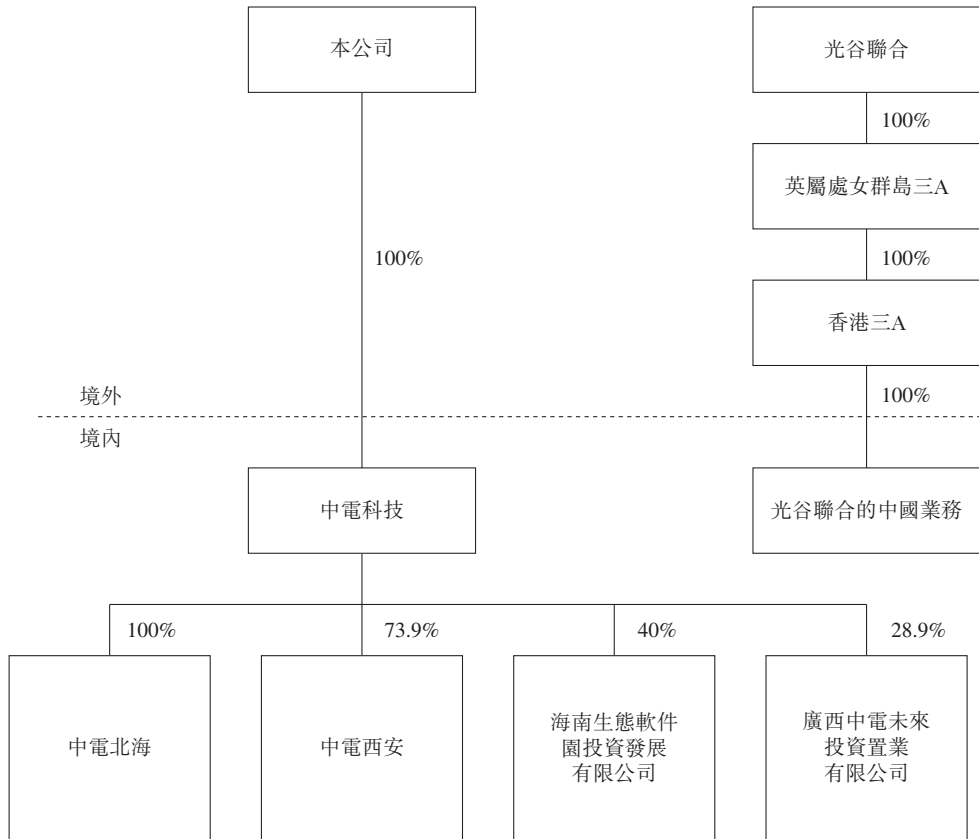 本公司
光谷聯合
100%
英屬處女群島三A
100%
100%
香港三A
境外
100%
境內
中電科技
光谷聯合的中國業務
100%
73.9%
40%
28.9%
中電北海
中電西安
海南生態軟件
園投資發展
有限公司
廣西中電未來
投資置業
有限公司